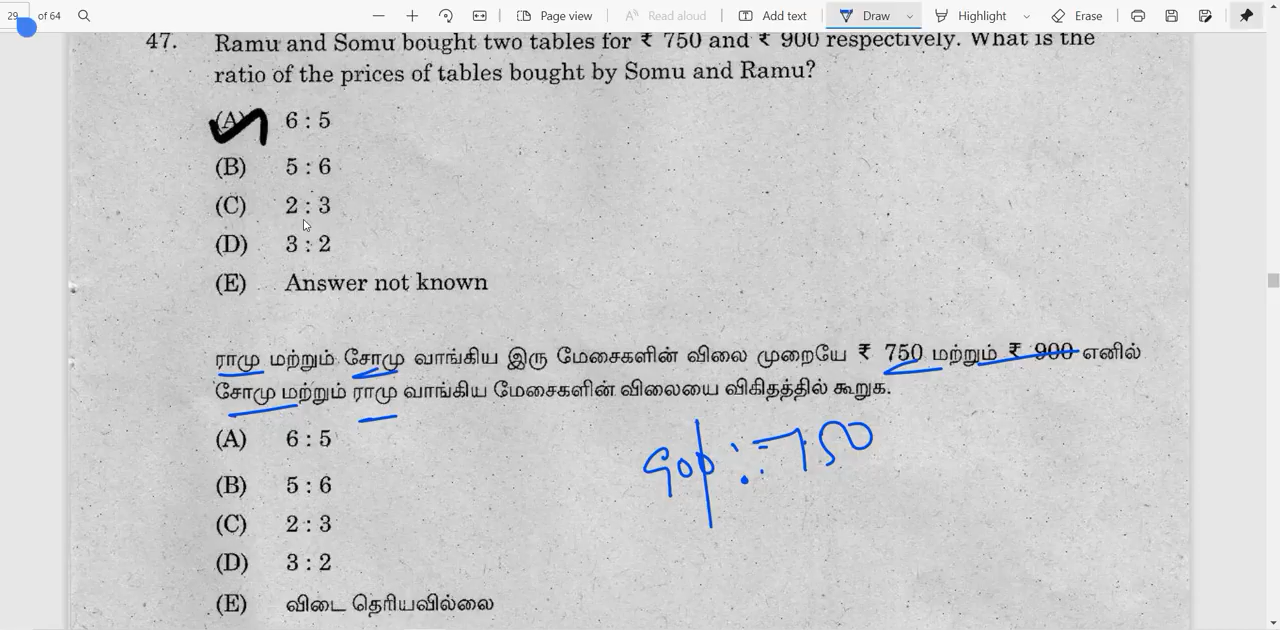 29 of 64 Page view Read aloud Add text Draw Highlight Erase
47. Ramu and Somu bought two tables for ₹ 750 and ₹ 900 respectively. What is the
ratio of the prices of tables bought by Somu and Ramu?
(A) 6 : 5
(B) 5 : 6
(C) 2 : 3
(D) 3 : 2
(E) Answer not known
ராமு மற்றும் சோமு வாங்கிய இரு மேசைகளின் விலை முறையே ₹ 750 மற்றும் ₹ 900 எனில்
சோமு மற்றும் ராமு வாங்கிய மேசைகளின் விலையை விகிதத்தில் கூறுக.
(A) 6 : 5
900 : 750
(B) 5 : 6
(C) 2 : 3
(D) 3 : 2
(E) விடை தெரியவில்லை